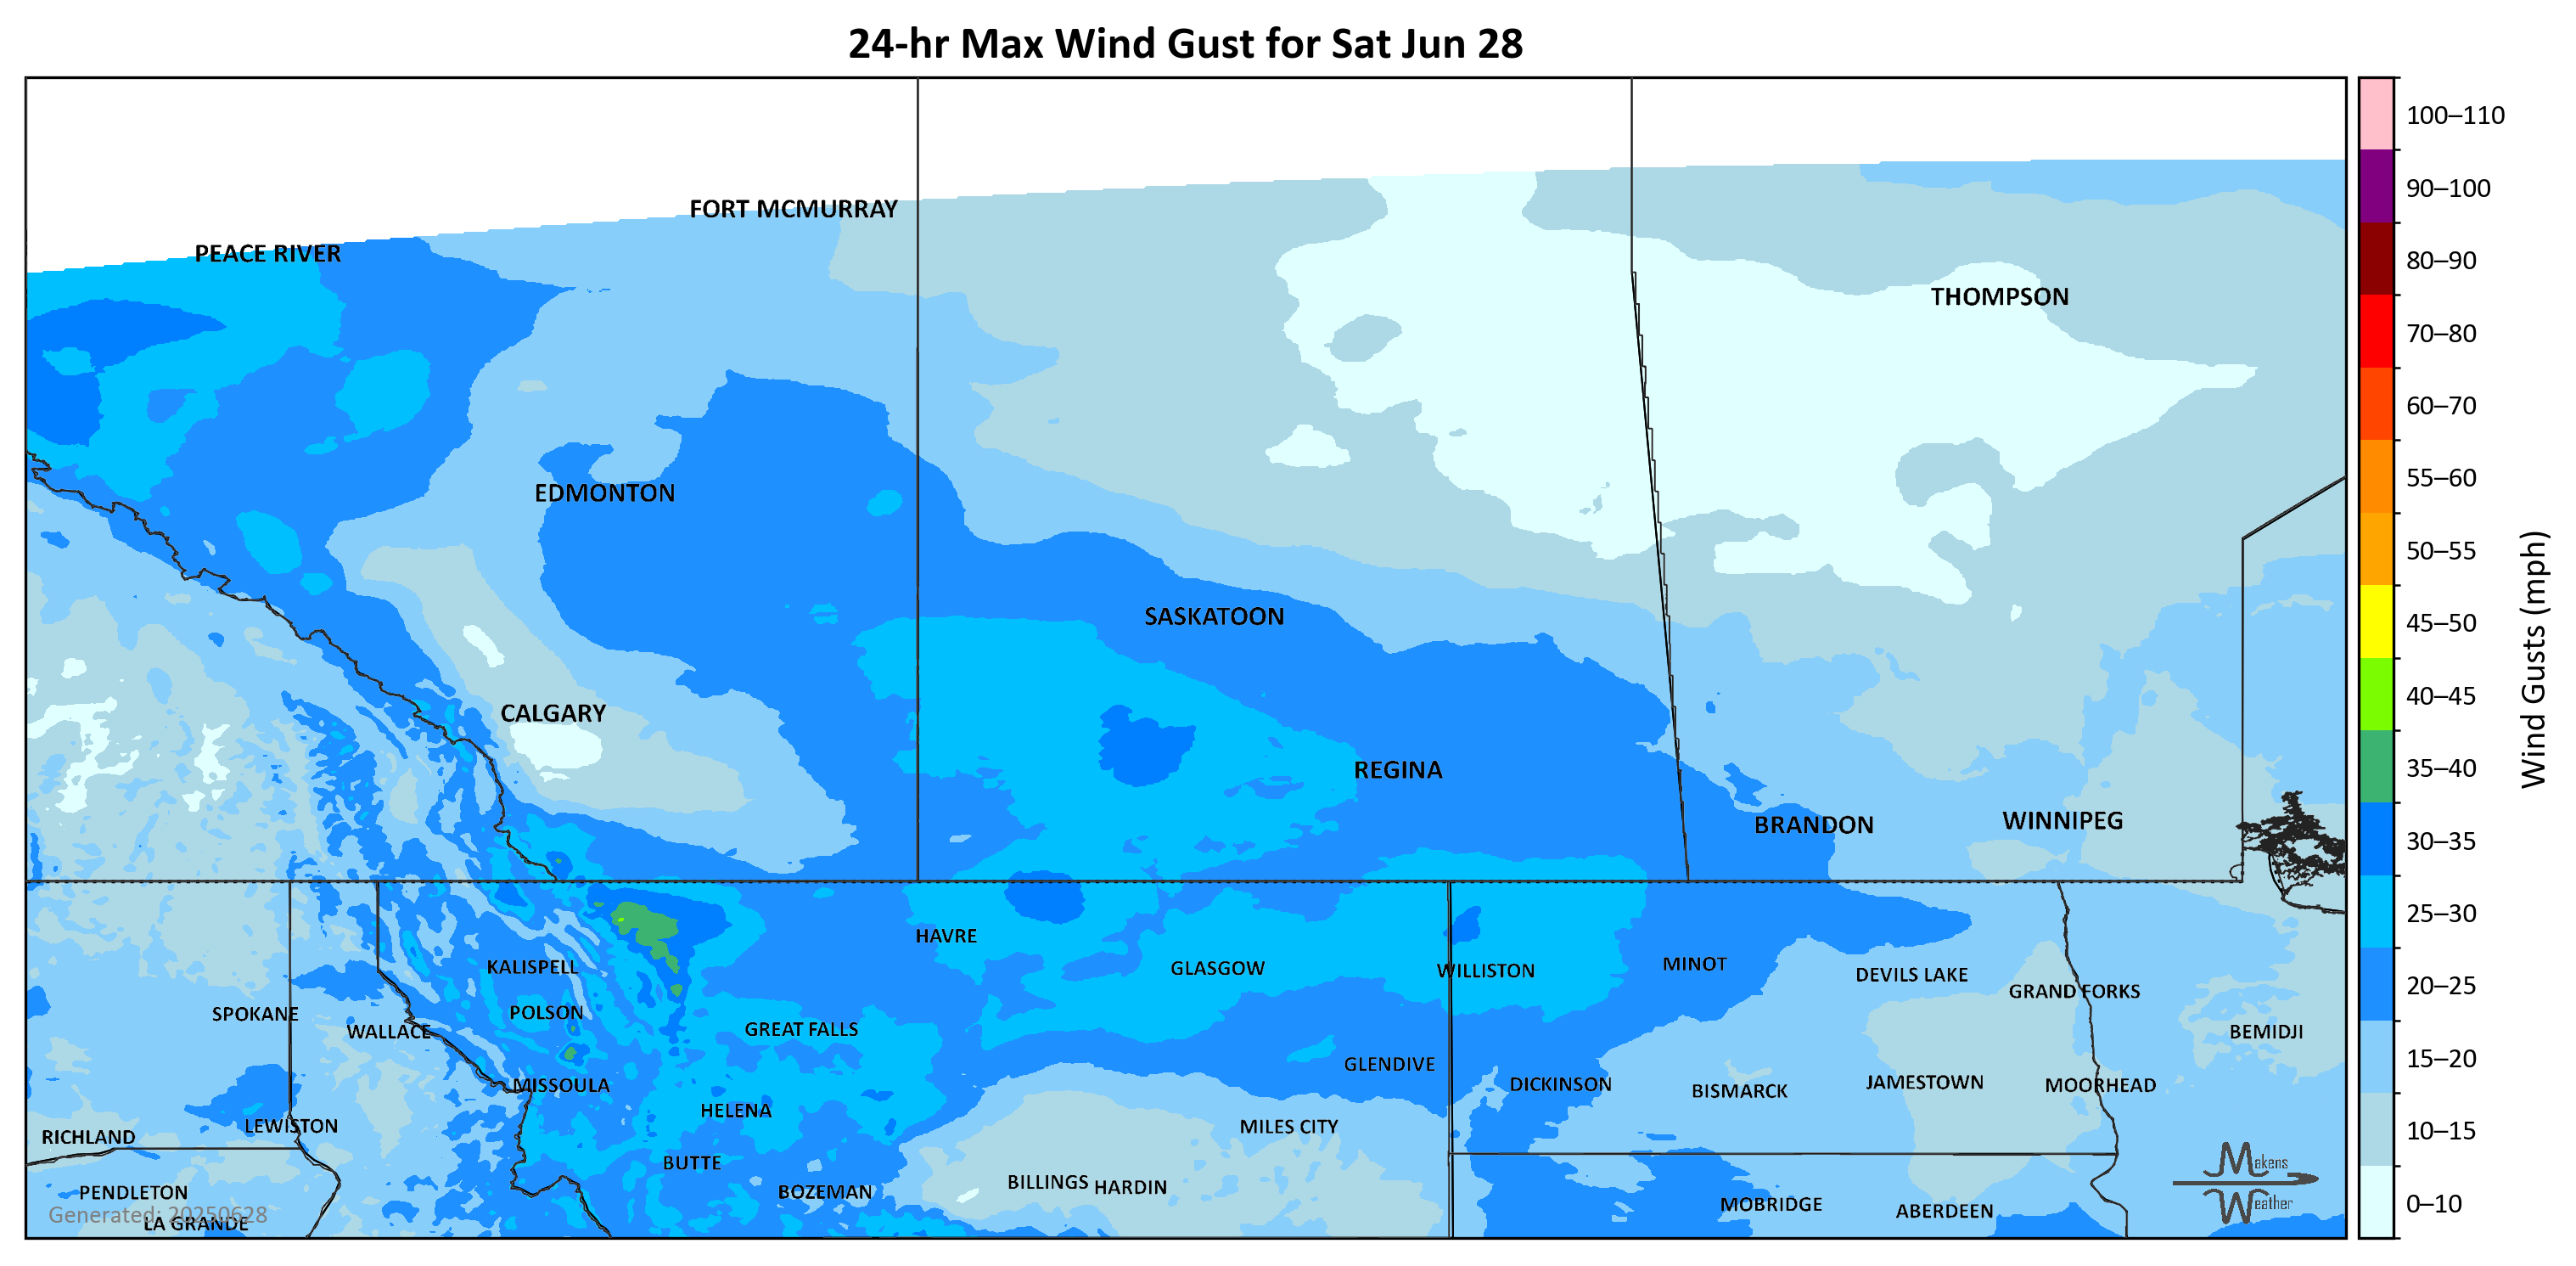 24-hr Max Wind Gust for Sat Jun 28
FORT MCMURRAY
PEACE RIVER
THOMPSON
EDMONTON
SASKATOON
CALGARY
REGINA
BRANDON
WINNIPEG
HAVRE
KALISPELL
GLASGOW
WILLISTON
MINOT
DEVILS LAKE
GRAND FORKS
SPOKANE
POLSON
WALLACE
GREAT FALLS
BEMIDJI
GLENDIVE
MISSOULA
DICKINSON
BISMARCK
JAMESTOWN
MOORHEAD
HELENA
LEWISTON
MILES CITY
RICHLAND
BUTTE
BILLINGS
HARDIN
PENDLETON
BOZEMAN
MOBRIDGE
ABERDEEN
Generated: 20250628
LA GRANDE
Makens
Weather
100–110
90–100
80–90
70–80
60–70
55–60
50–55
45–50
40–45
35–40
30–35
25–30
20–25
15–20
10–15
0–10
Wind Gusts (mph)